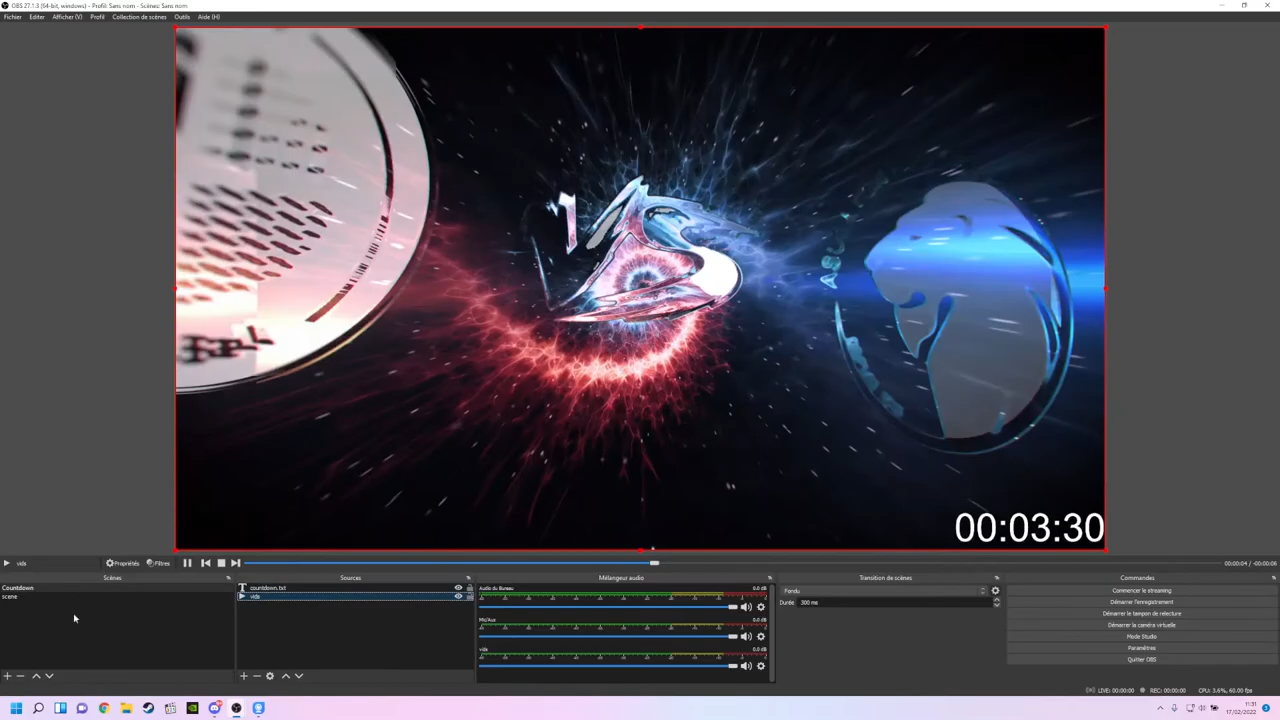 OBS 27.1.3 (64-bit, windows) - Profil: Sans nom - Scènes: Sans nom
Fichier Editer Afficher (V) Profil Collection de scènes Outils Aide (H)
00:03:30
vids Propriétés Filtres 00:00:04 / -00:00:06
Scènes Sources Mélangeur audio Transition de scènes Commandes
Countdown
scene
countdown.txt
vids
Audio du Bureau 0.0 dB
Mic/Aux 0.0 dB
vids 0.0 dB
Fondu
Durée 300 ms
Commencer le streaming
Démarrer l'enregistrement
Démarrer le tampon de relecture
Démarrer la caméra virtuelle
Mode Studio
Paramètres
Quitter OBS
LIVE: 00:00:00 REC: 00:00:00 CPU: 3.6%, 60.00 fps
11:31
17/02/2022